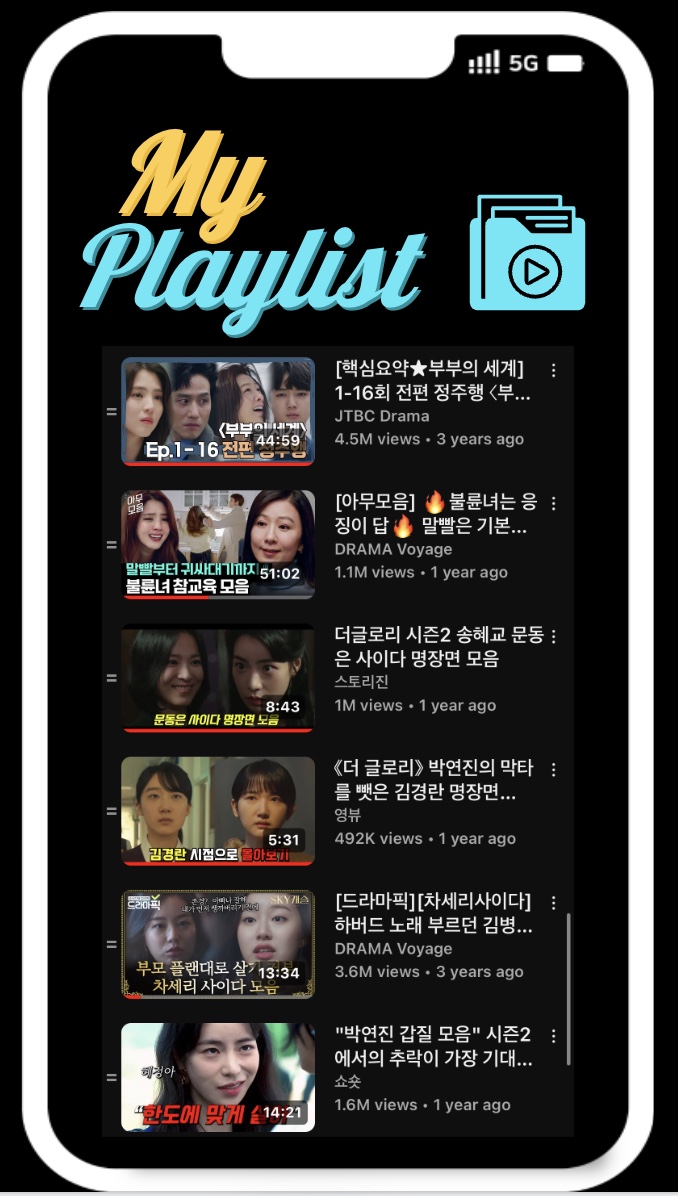 5G
My
Playlist
〈부부의 세계〉
Ep.1-16 전편 정주행
44:59
[핵심요약★부부의 세계]
1-16회 전편 정주행 〈부...
JTBC Drama
4.5M views • 3 years ago
아무
모음
말빨부터 귀싸대기까지
불륜녀 참교육 모음
51:02
[아무모음] 🔥불륜녀는 응
징이 답🔥 말빨은 기본...
DRAMA Voyage
1.1M views • 1 year ago
문동은 사이다 명장면 모음
8:43
더글로리 시즌2 송혜교 문동
은 사이다 명장면 모음
스토리진
1M views • 1 year ago
김경란 시점으로 몰아보기
5:31
《더 글로리》 박연진의 막타
를 뺏은 김경란 명장면...
영뷰
492K views • 1 year ago
드라마픽!
SKY캐슬
부모 플랜대로 살기
차세리 사이다 모음
13:34
[드라마픽][차세리사이다]
하버드 노래 부르던 김병...
DRAMA Voyage
3.6M views • 3 years ago
혜정아
"한도에 맞게
14:21
"박연진 갑질 모음" 시즌2
에서의 추락이 가장 기대...
쇼숏
1.6M views • 1 year ago